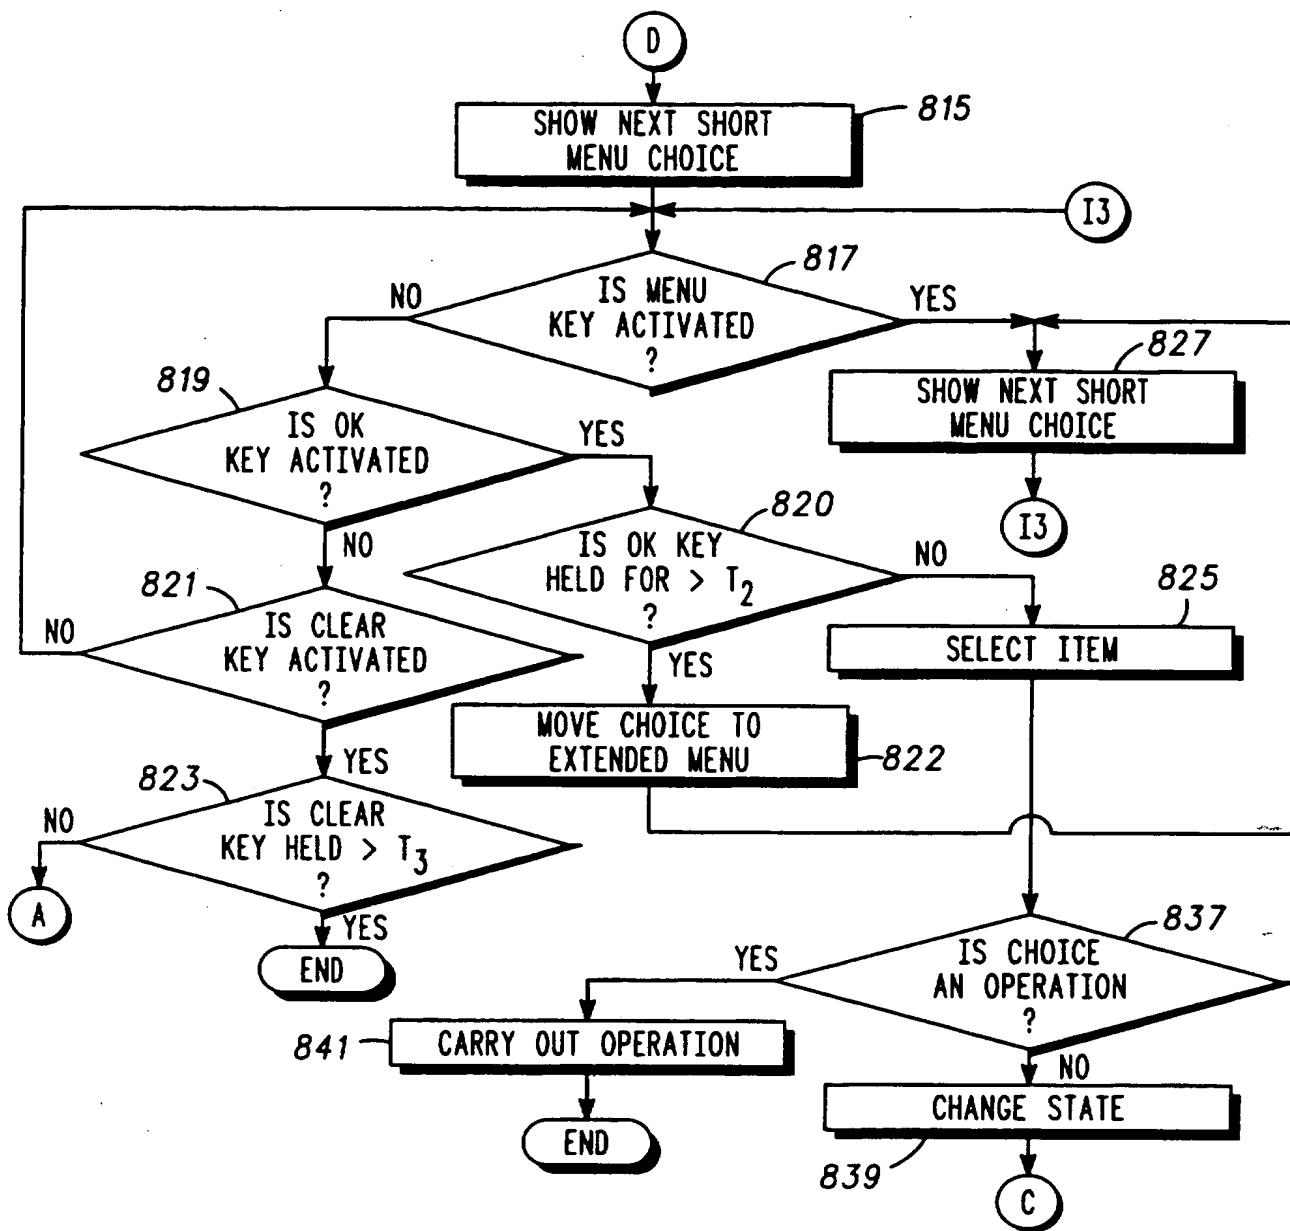 D
SHOW NEXT SHORT
MENU CHOICE
815
I3
IS MENU
KEY ACTIVATED
?
817
NO
YES
827
SHOW NEXT SHORT
MENU CHOICE
I3
819
IS OK
KEY ACTIVATED
?
YES
NO
820
IS OK KEY
HELD FOR > T2
?
NO
YES
825
SELECT ITEM
821
IS CLEAR
KEY ACTIVATED
?
NO
YES
MOVE CHOICE TO
EXTENDED MENU
822
823
IS CLEAR
KEY HELD > T3
?
NO
YES
A
END
837
IS CHOICE
AN OPERATION
?
YES
NO
841
CARRY OUT OPERATION
END
CHANGE STATE
839
C